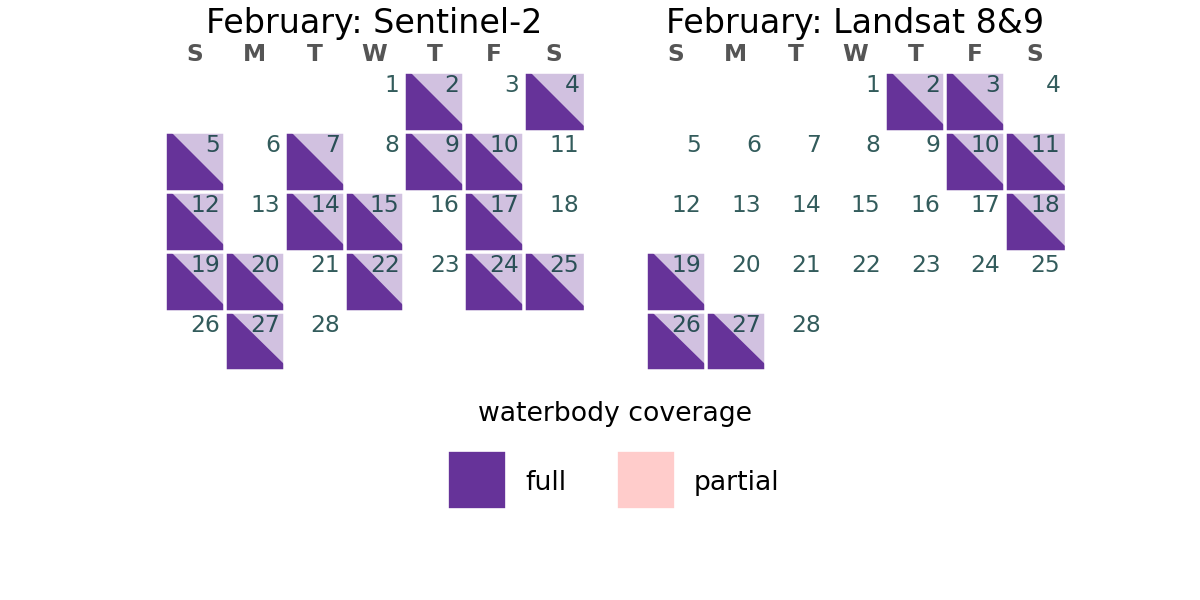 February: Sentinel-2
S M T W T F S
1 2 3 4
5 6 7 8 9 10 11
12 13 14 15 16 17 18
19 20 21 22 23 24 25
26 27 28
February: Landsat 8&9
S M T W T F S
1 2 3 4
5 6 7 8 9 10 11
12 13 14 15 16 17 18
19 20 21 22 23 24 25
26 27 28
waterbody coverage
full partial